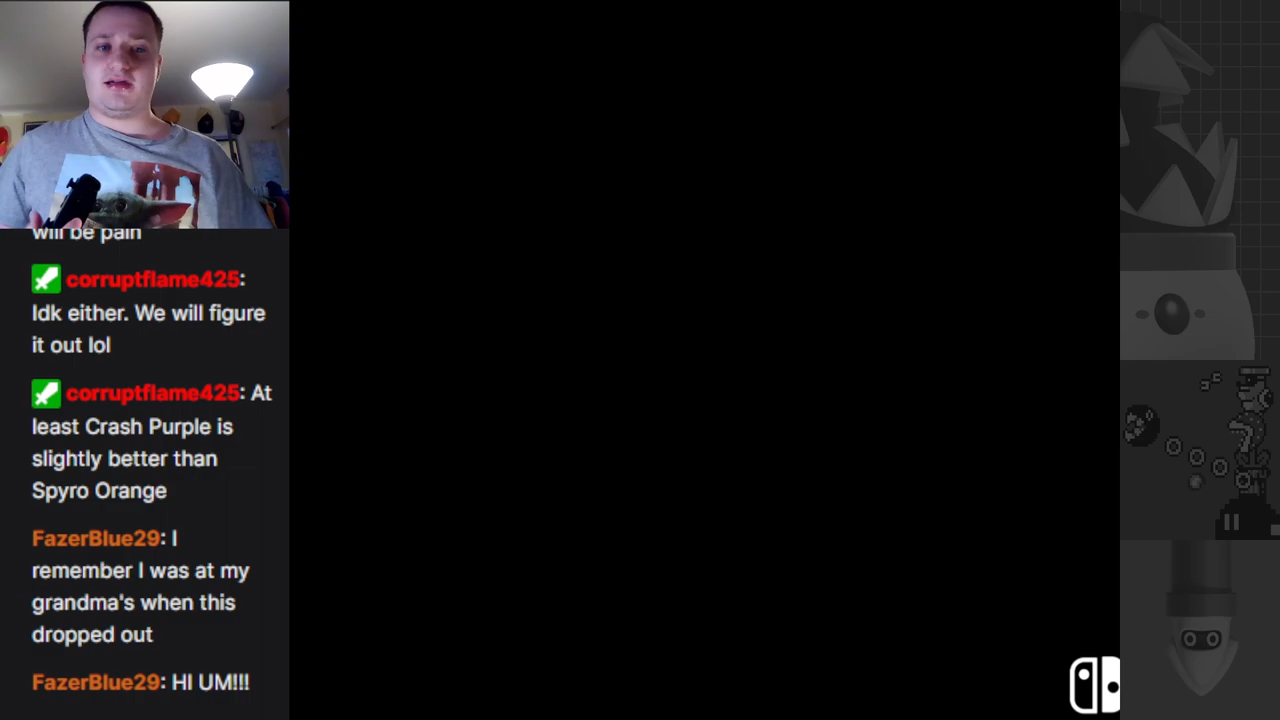 will be pain
corruptflame425:
Idk either. We will figure
it out lol
corruptflame425: At
least Crash Purple is
slightly better than
Spyro Orange
FazerBlue29: I
remember I was at my
grandma's when this
dropped out
FazerBlue29: HI UM!!!